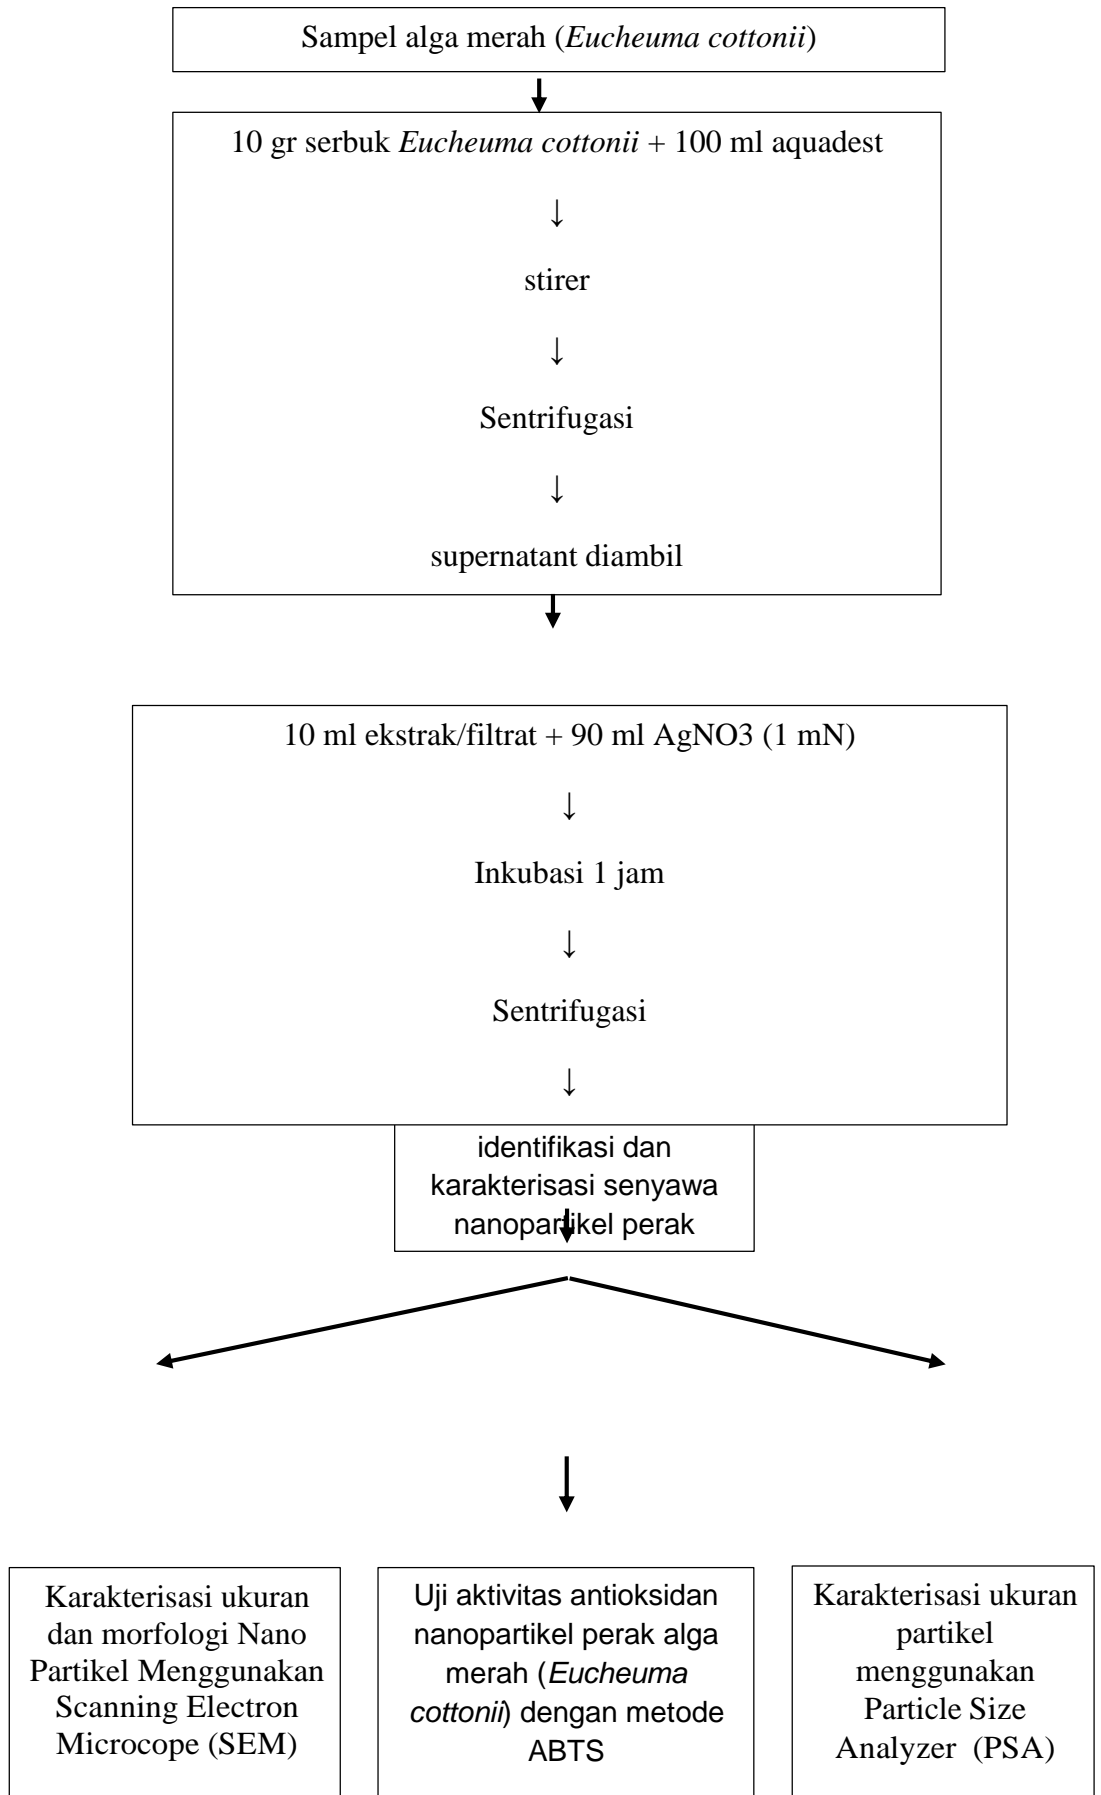 Sampel alga merah (Eucheuma cottonii)
10 gr serbuk Eucheuma cottonii + 100 ml aquadest
↓
stirer
↓
Sentrifugasi
↓
supernatant diambil
10 ml ekstrak/filtrat + 90 ml AgNO3 (1 mN)
↓
Inkubasi 1 jam
↓
Sentrifugasi
↓
identifikasi dan
karakterisasi senyawa
nanopartikel perak
Karakterisasi ukuran
dan morfologi Nano
Partikel Menggunakan
Scanning Electron
Microcope (SEM)
Uji aktivitas antioksidan
nanopartikel perak alga
merah (Eucheuma
cottonii) dengan metode
ABTS
Karakterisasi ukuran
partikel
menggunakan
Particle Size
Analyzer (PSA)